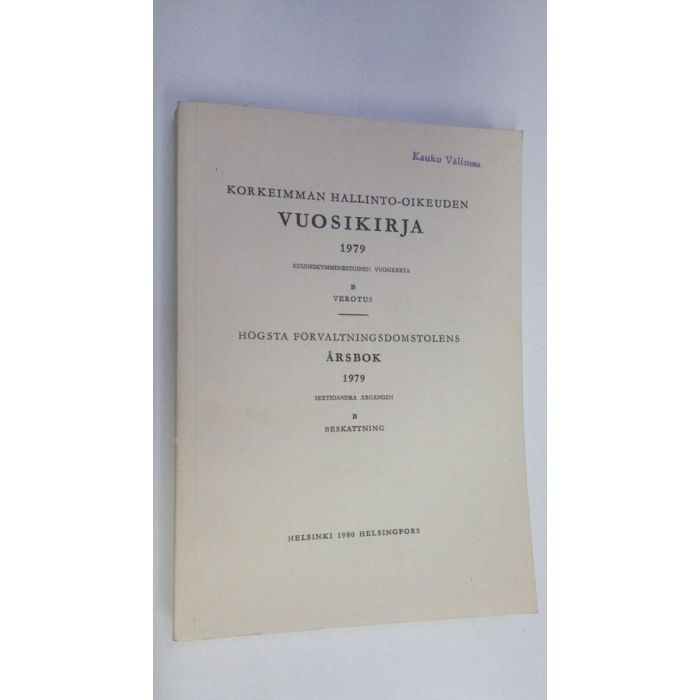 Kauko Välimaa
KORKEIMMAN HALLINTO-OIKEUDEN
VUOSIKIRJA
1979
KUUDESKYMMENESTOINEN VUOSIKERTA
B
VEROTUS
HÖGSTA FÖRVALTNINGSDOMSTOLENS
ÅRSBOK
1979
SEXTIOANDRA ÅRGÅNGEN
B
BESKATTNING
HELSINKI 1980 HELSINGFORS